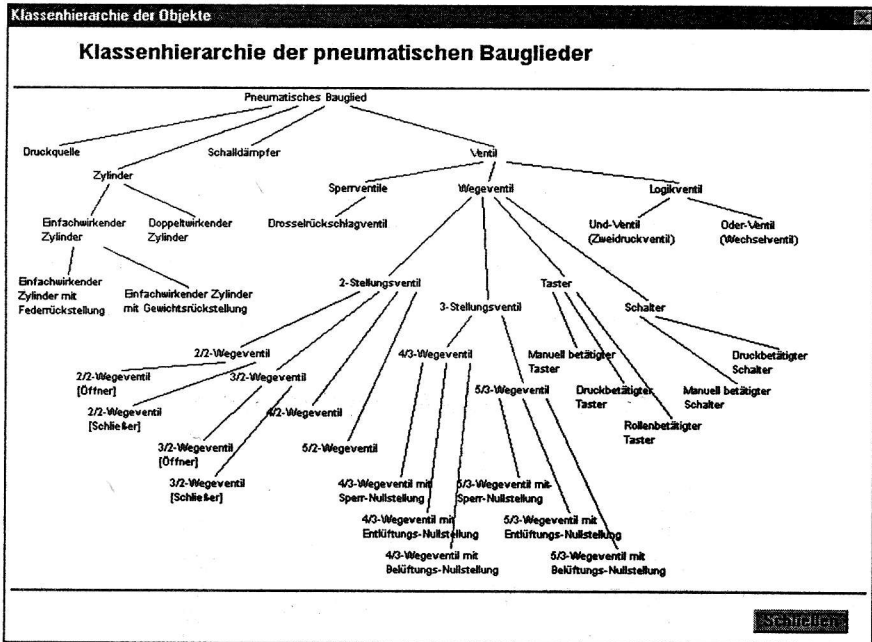 Klassenhierarchie der Objekte
Klassenhierarchie der pneumatischen Bauglieder
Pneumatisches Bauglied
Druckquelle
Schalldämpfer
Ventil
Zylinder
Sperrventile
Wegeventil
Logikventil
Einfachwirkender
Zylinder
Doppeltwirkender
Zylinder
Drosselrückschlagventil
Und-Ventil
(Zweidruckventil)
Oder-Ventil
(Wechselventil)
Einfachwirkender
Zylinder mit
Federrückstellung
Einfachwirkender Zylinder
mit Gewichtsrückstellung
2-Stellungsventil
3-Stellungsventil
Taster
Schalter
2/2-Wegeventil
3/2-Wegeventil
4/3-Wegeventil
Manuell betätigter
Taster
Druckbetätigter
Schalter
2/2-Wegeventil
[Öffner]
5/3-Wegeventil
Druckbetätigter
Taster
Manuell betätigter
Schalter
2/2-Wegeventil
[Schließer]
4/2-Wegeventil
Rollenbetätigter
Taster
3/2-Wegeventil
[Öffner]
5/2-Wegeventil
3/2-Wegeventil
[Schließer]
4/3-Wegeventil mit
Sperr-Nullstellung
5/3-Wegeventil mit
Sperr-Nullstellung
4/3-Wegeventil mit
Entlüftungs-Nullstellung
5/3-Wegeventil mit
Entlüftungs-Nullstellung
4/3-Wegeventil mit
Belüftungs-Nullstellung
5/3-Wegeventil mit
Belüftungs-Nullstellung
Schließen